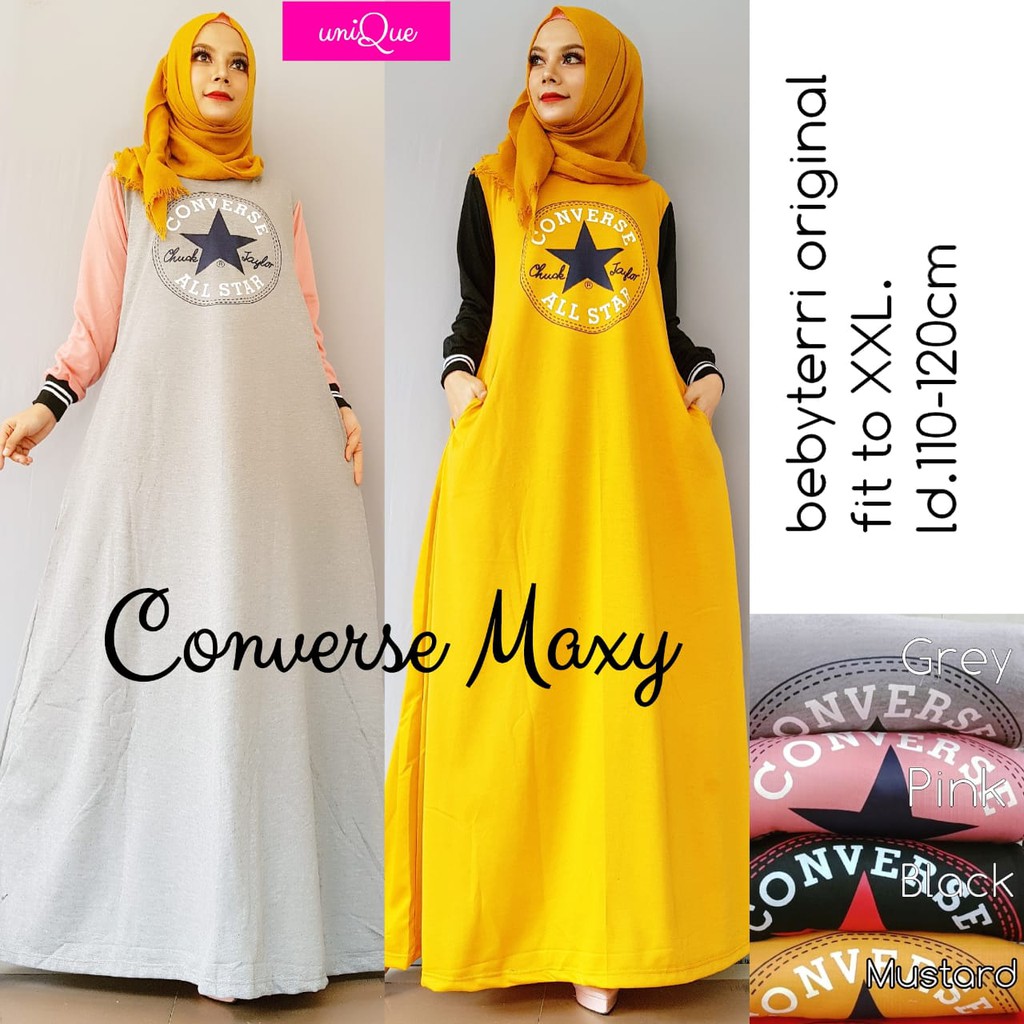 uniQue
CONVERSE
Chuck Taylor
®
ALL STAR
CONVERSE
Chuck Taylor
®
ALL STAR
Converse Maxy
bebyterri original
fit to XXL.
ld.110-120cm
Grey
CONVERSE
Pink
CONVERSE
Black
CONVERSE
Mustard
CONVERSE